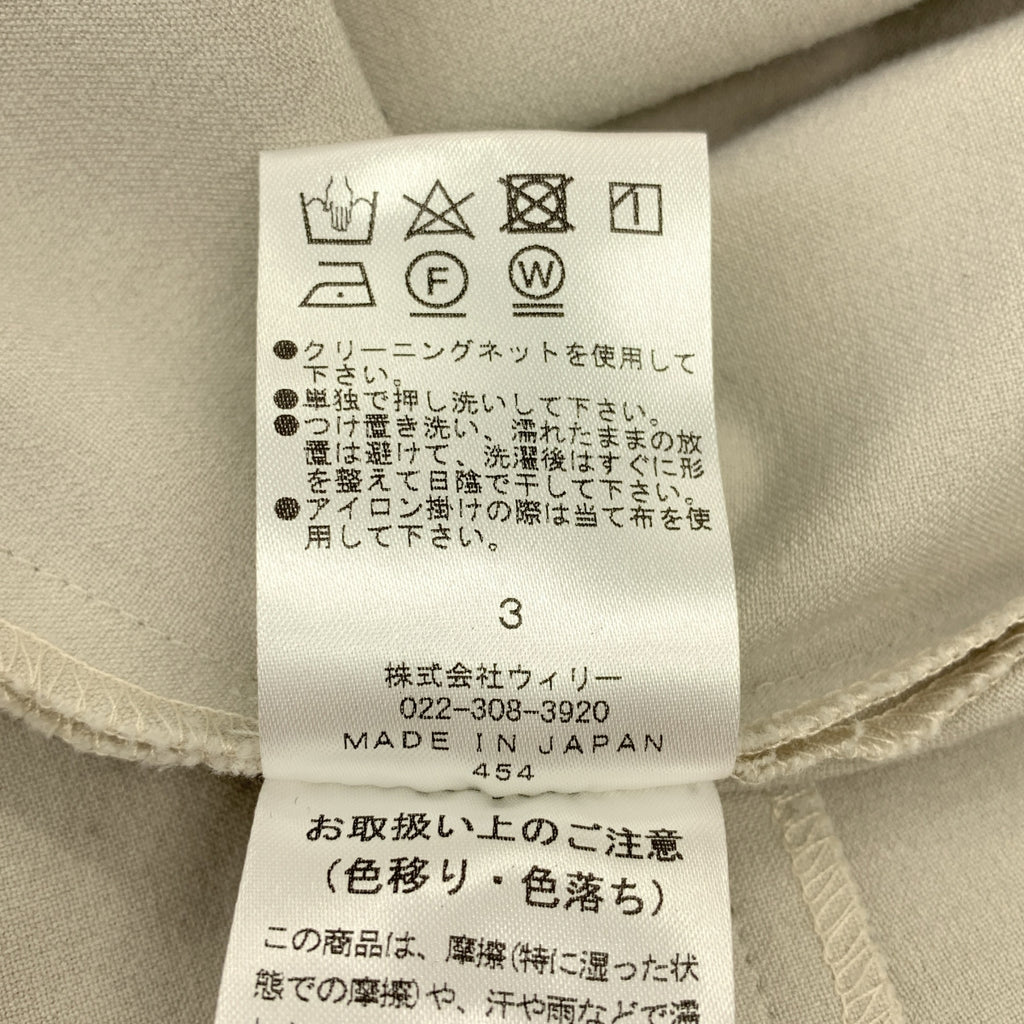 F W
●クリーニングネットを使用して
下さい。
●単独で押し洗いして下さい。
●つけ置き洗い、濡れたままの放
置は避けて、洗濯後はすぐに形
を整えて日陰で干して下さい。
●アイロン掛けの際は当て布を使
用して下さい。
3
株式会社ウィリー
022-308-3920
MADE IN JAPAN
454
お取扱い上のご注意
(色移り・色落ち)
この商品は、摩擦(特に湿った状
態での摩擦)や、汗や雨などで濡